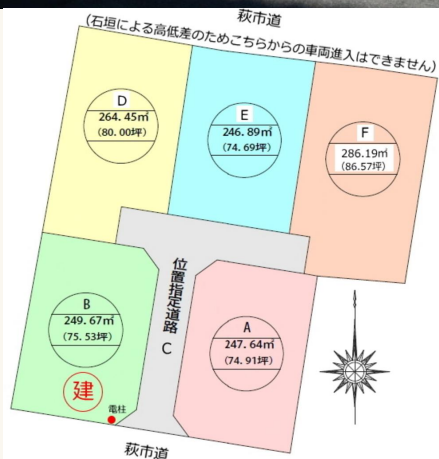 萩市道
(石垣による高低差のためこちらからの車両進入はできません)
D
264.45㎡
(80.00坪)
E
246.89㎡
(74.69坪)
F
286.19㎡
(86.57坪)
位置指定道路 C
B
249.67㎡
(75.53坪)
建
電柱
A
247.64㎡
(74.91坪)
萩市道